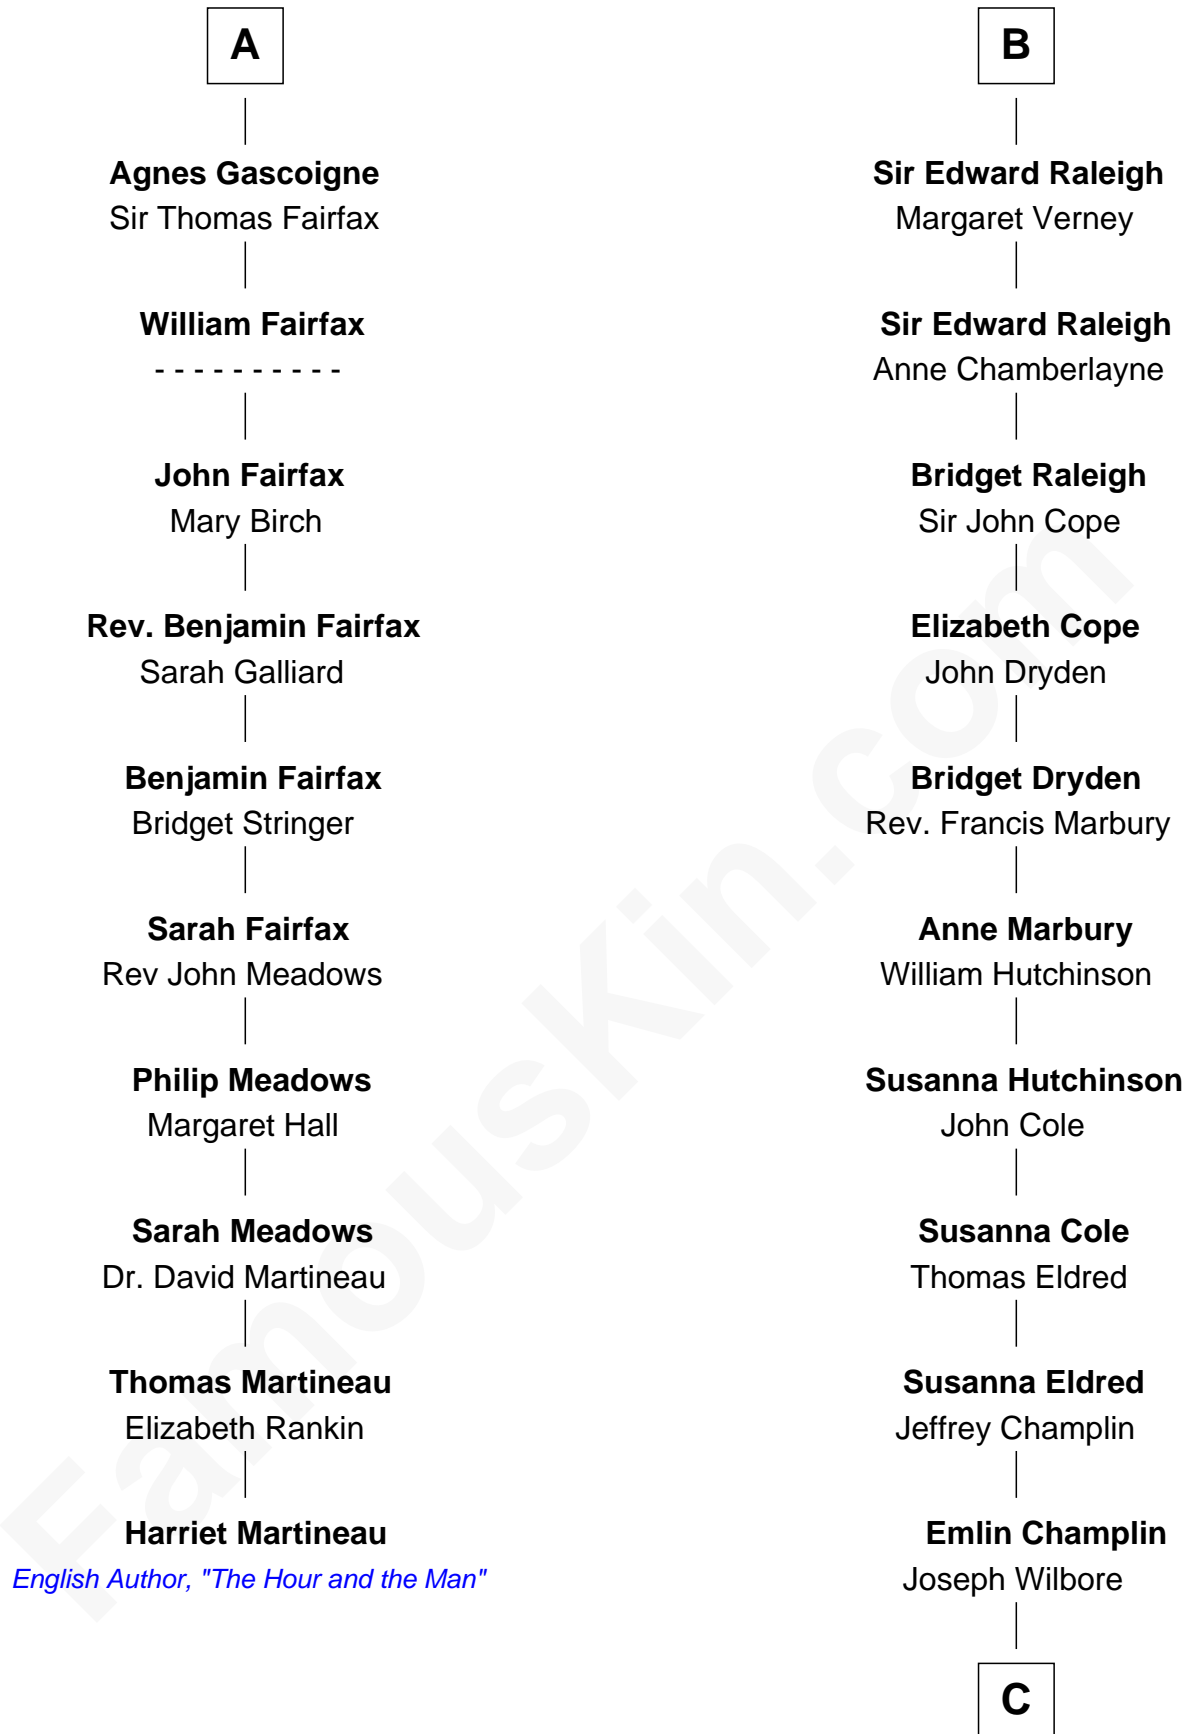 A
Agnes Gascoigne
Sir Thomas Fairfax
William Fairfax
- - - - - - - - - -
John Fairfax
Mary Birch
Rev. Benjamin Fairfax
Sarah Galliard
Benjamin Fairfax
Bridget Stringer
Sarah Fairfax
Rev John Meadows
Philip Meadows
Margaret Hall
Sarah Meadows
Dr. David Martineau
Thomas Martineau
Elizabeth Rankin
Harriet Martineau
English Author, "The Hour and the Man"
B
Sir Edward Raleigh
Margaret Verney
Sir Edward Raleigh
Anne Chamberlayne
Bridget Raleigh
Sir John Cope
Elizabeth Cope
John Dryden
Bridget Dryden
Rev. Francis Marbury
Anne Marbury
William Hutchinson
Susanna Hutchinson
John Cole
Susanna Cole
Thomas Eldred
Susanna Eldred
Jeffrey Champlin
Emlin Champlin
Joseph Wilbore
C
FamousKin.com